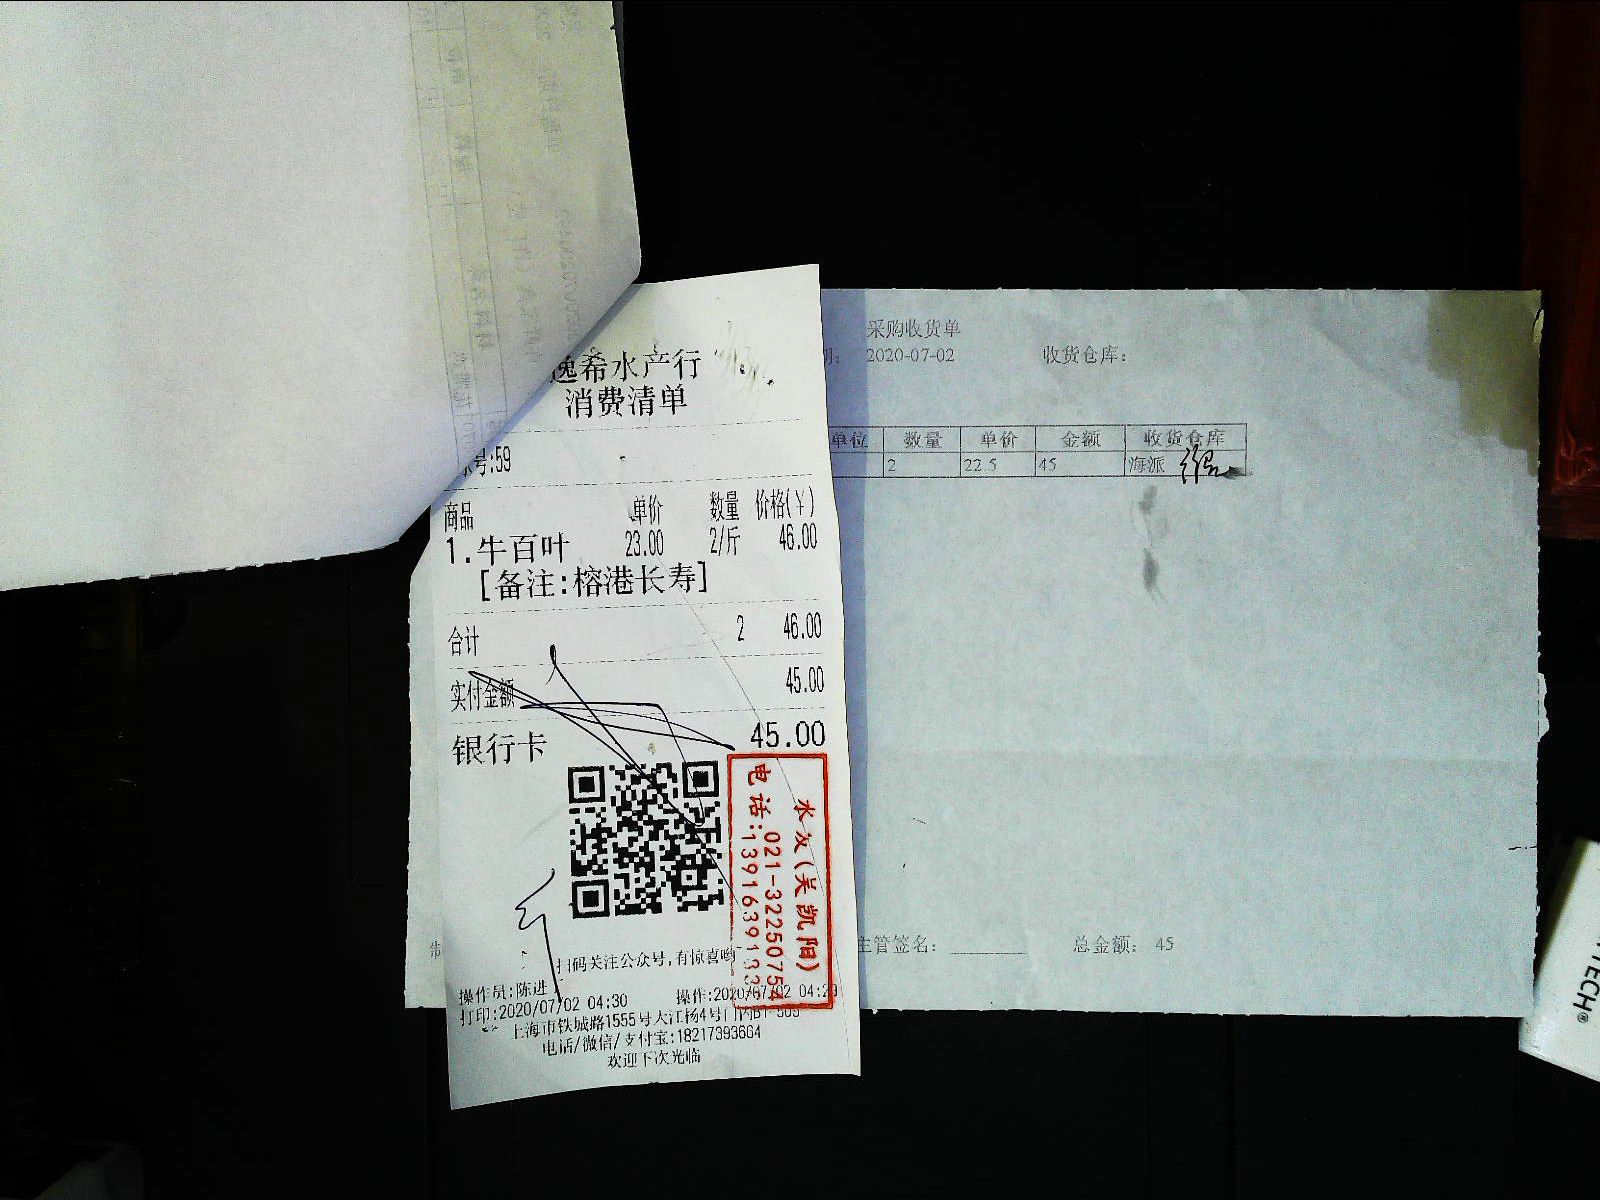 逸希水产行
消费清单
号:59
商品 单价 数量 价格(¥)
1.牛百叶 23.00 2/斤 46.00
[备注:榕港长寿]
合计 2 46.00
实付金额 45.00
银行卡 45.00
水发(吴凯阳)
021-32250754
电话:13916391
扫码关注公众号,有惊喜哟
操作员:陈进 操作:2020/07/02 04:29
打印:2020/07/02 04:30
上海市铁城路1555号大江杨4号门内B1-505
电话/微信/支付宝:18217393664
欢迎下次光临
采购收货单
期: 2020-07-02 收货仓库:
单位 数量 单价 金额 收货仓库
2 22.5 45 海派
主管签名: 总金额: 45
TECH®